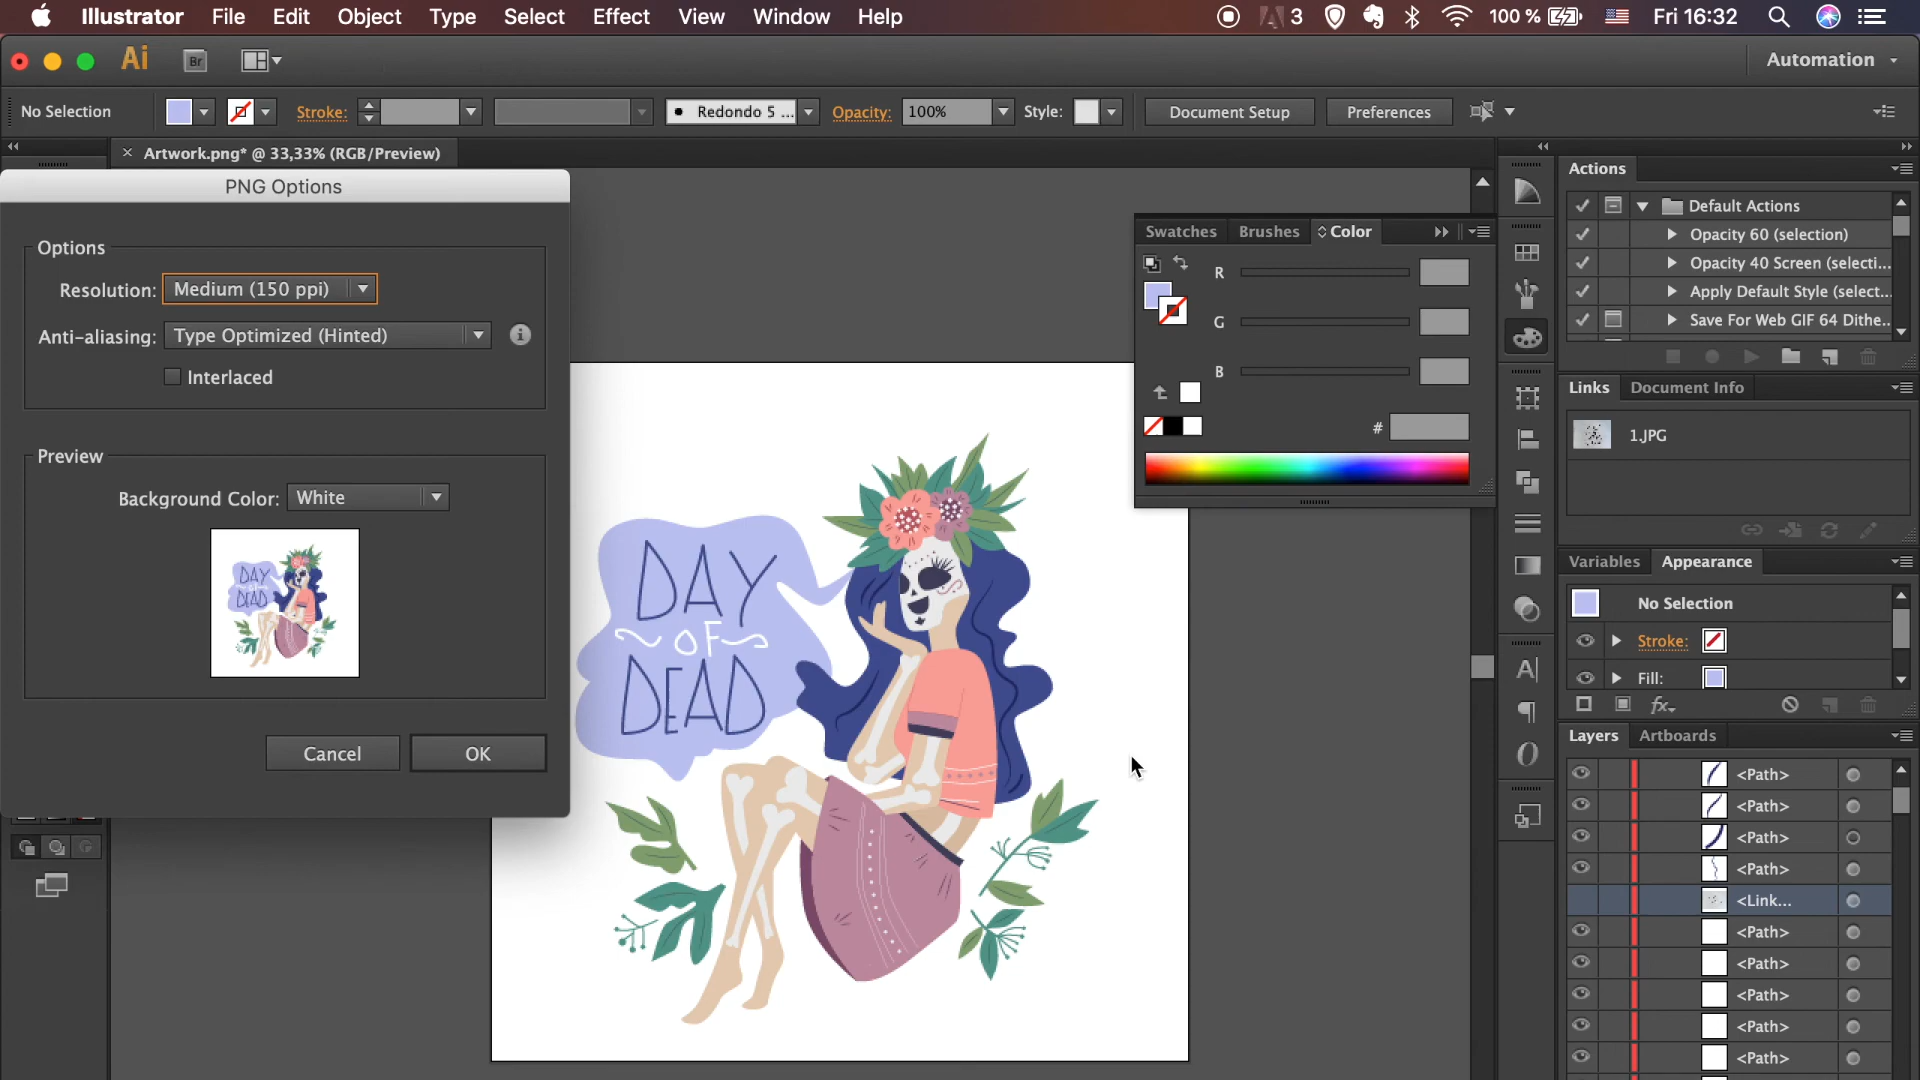 Illustrator File Edit Object Type Select Effect View Window Help 3 100 % Fri 16:32
Ai Br Automation
No Selection Stroke: Redondo 5 ... Opacity: 100% Style: Document Setup Preferences
Artwork.png* @ 33,33% (RGB/Preview)
PNG Options
Options
Resolution: Medium (150 ppi)
Anti-aliasing: Type Optimized (Hinted)
Interlaced
Preview
Background Color: White
DAY
OF
DEAD
Cancel OK
DAY
OF
DEAD
Swatches Brushes Color
R
G
B
#
Actions
Default Actions
Opacity 60 (selection)
Opacity 40 Screen (selecti...
Apply Default Style (select...
Save For Web GIF 64 Dithe...
Links Document Info
1.JPG
Variables Appearance
No Selection
Stroke:
Fill:
fx
Layers Artboards
<Path>
<Path>
<Path>
<Path>
<Link...
<Path>
<Path>
<Path>
<Path>
<Path>